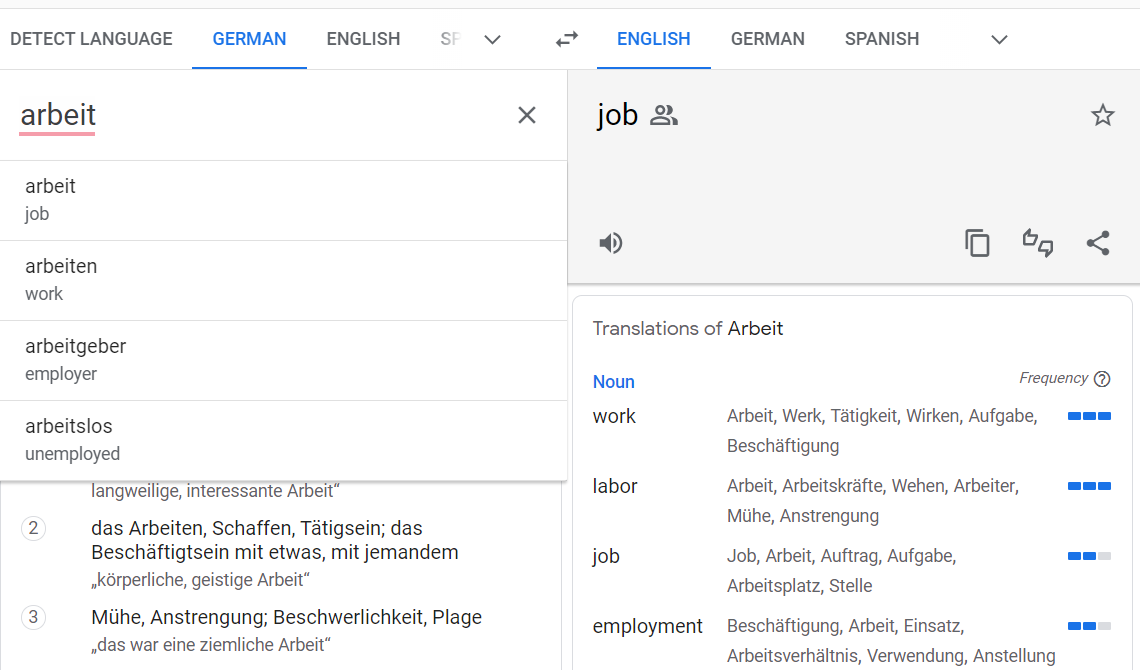 DETECT LANGUAGE GERMAN ENGLISH ENGLISH GERMAN SPANISH
arbeit
arbeit
job
arbeiten
work
arbeitgeber
employer
arbeitslos
unemployed
langweilige, interessante Arbeit“
2 das Arbeiten, Schaffen, Tätigsein; das
Beschäftigtsein mit etwas, mit jemandem
„körperliche, geistige Arbeit“
3 Mühe, Anstrengung; Beschwerlichkeit, Plage
„das war eine ziemliche Arbeit“
job
Translations of Arbeit
Noun Frequency
work Arbeit, Werk, Tätigkeit, Wirken, Aufgabe,
Beschäftigung
labor Arbeit, Arbeitskräfte, Wehen, Arbeiter,
Mühe, Anstrengung
job Job, Arbeit, Auftrag, Aufgabe,
Arbeitsplatz, Stelle
employment Beschäftigung, Arbeit, Einsatz,
Arbeitsverhältnis, Verwendung, Anstellung